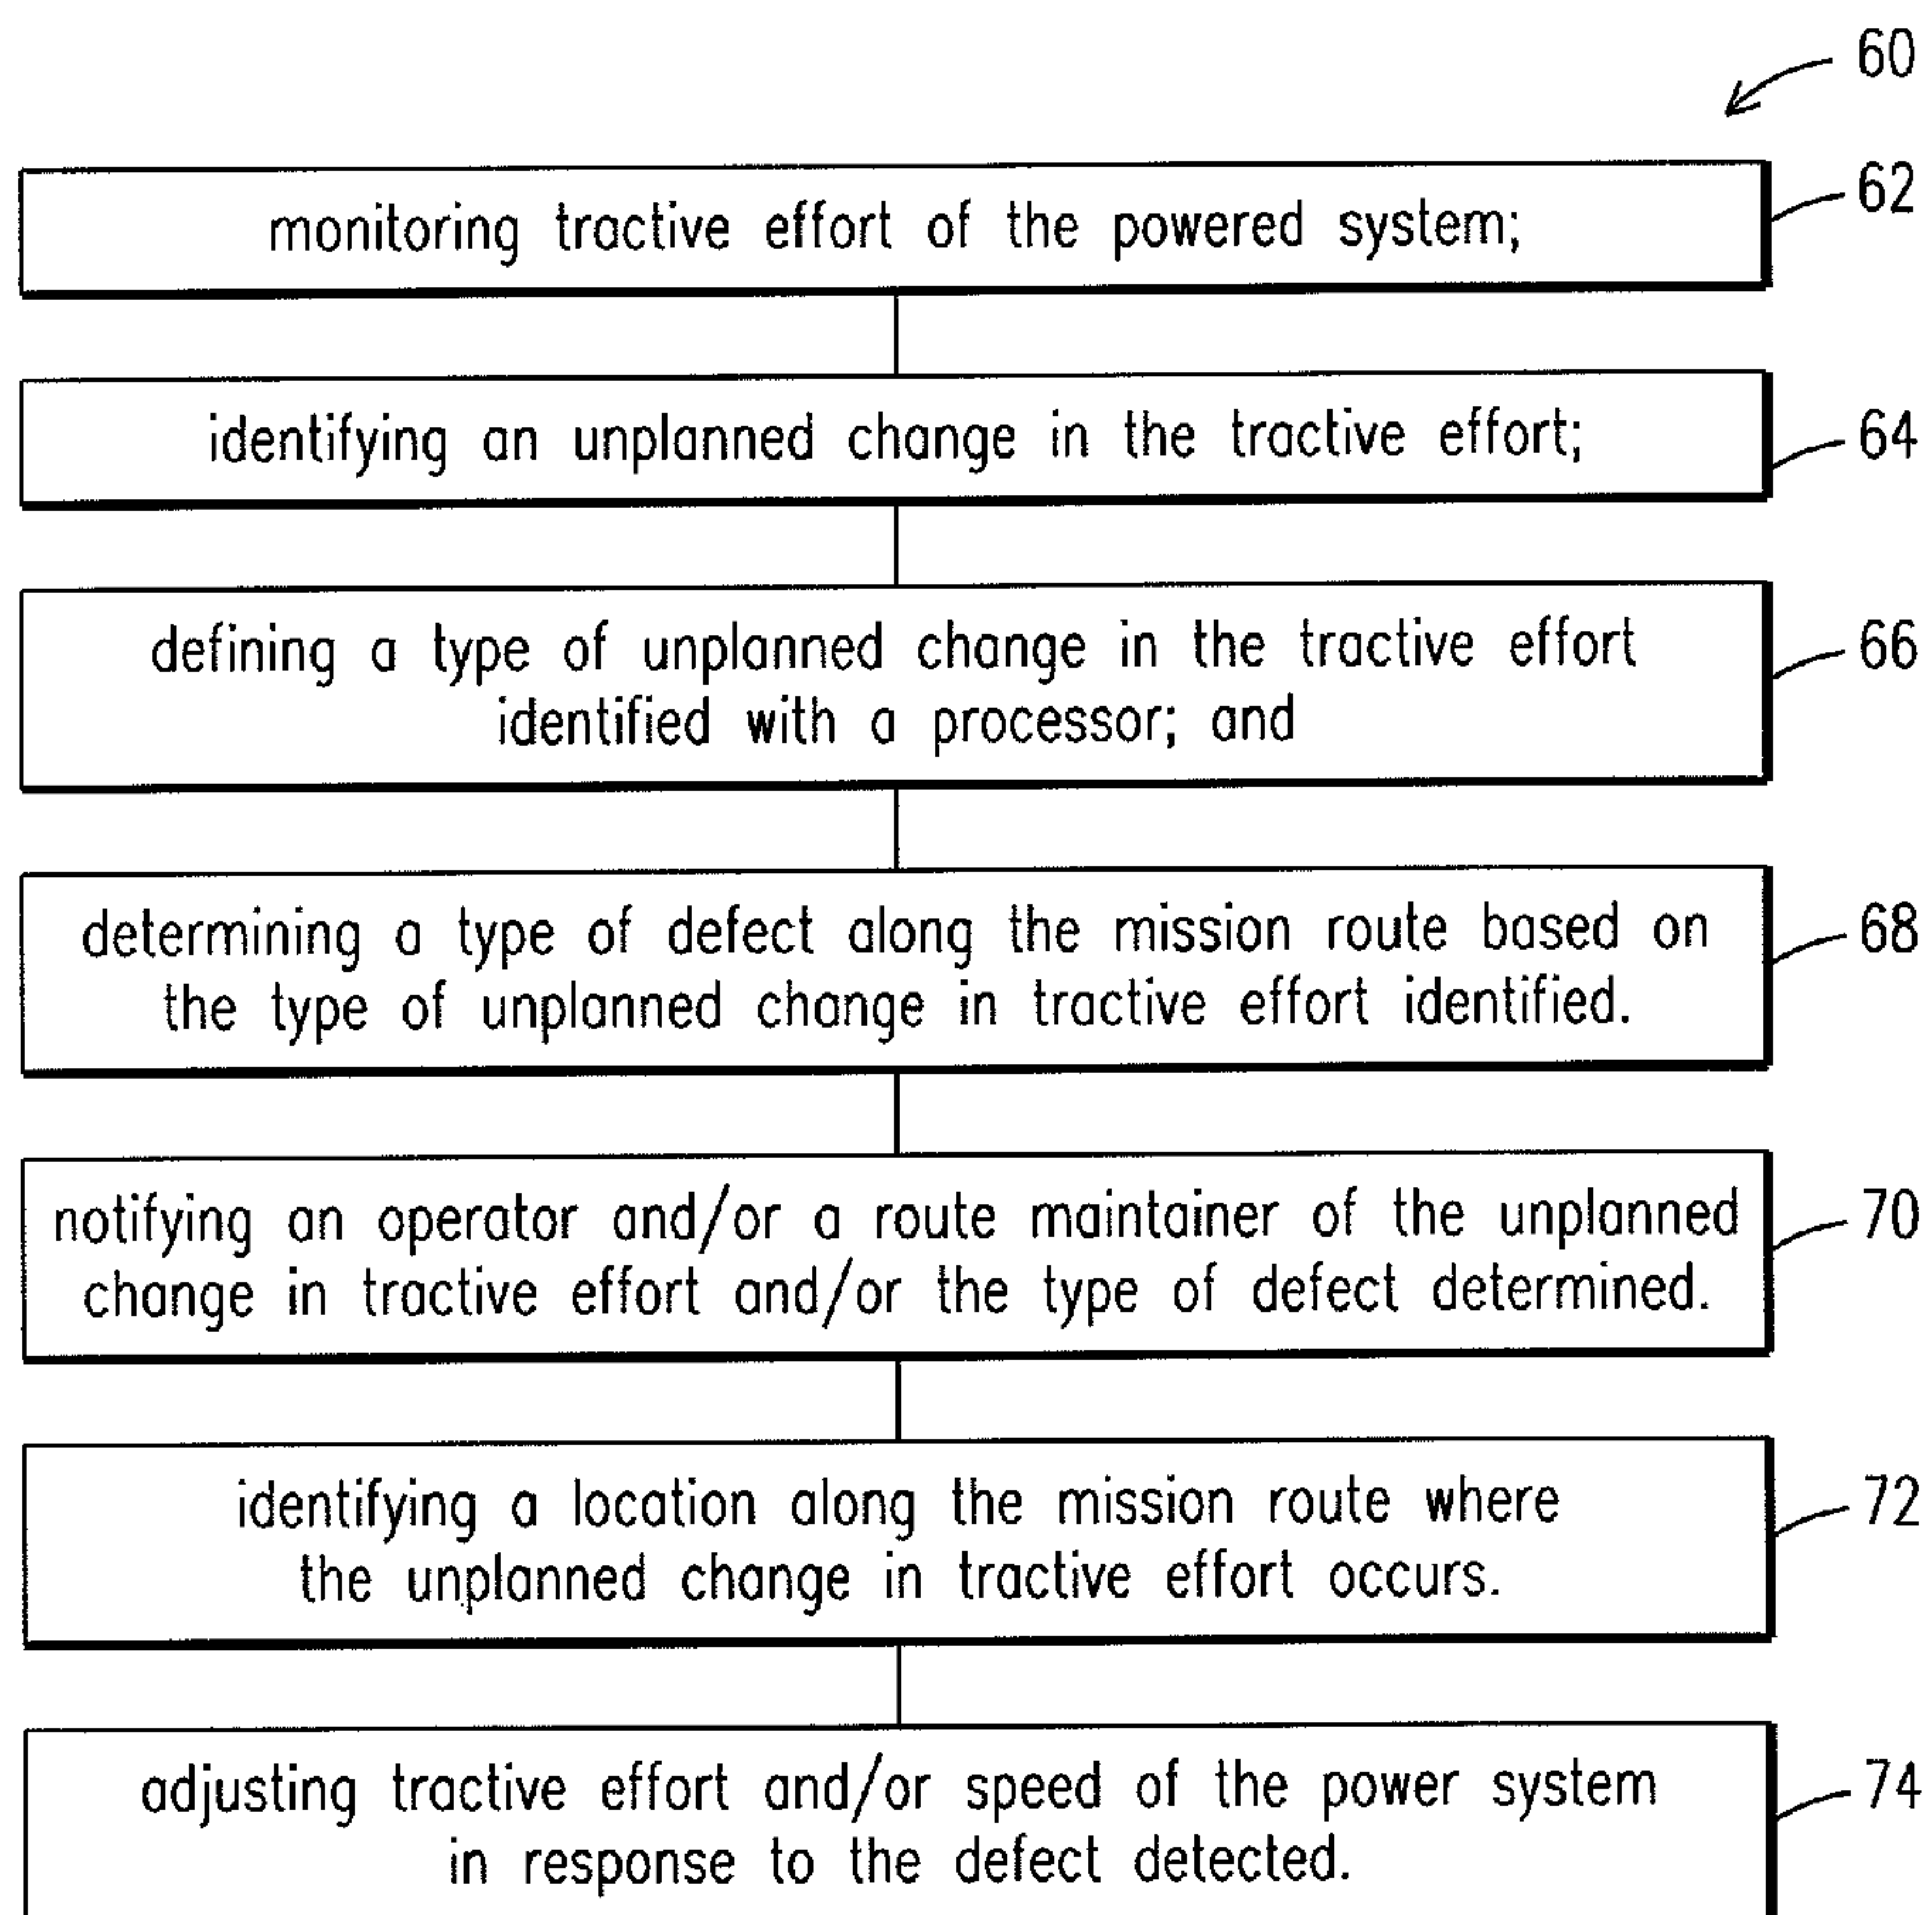 60
monitoring tractive effort of the powered system;
62
identifying an unplanned change in the tractive effort;
64
defining a type of unplanned change in the tractive effort
identified with a processor; and
66
determining a type of defect along the mission route based on
the type of unplanned change in tractive effort identified.
68
notifying an operator and/or a route maintainer of the unplanned
change in tractive effort and/or the type of defect determined.
70
identifying a location along the mission route where
the unplanned change in tractive effort occurs.
72
adjusting tractive effort and/or speed of the power system
in response to the defect detected.
74